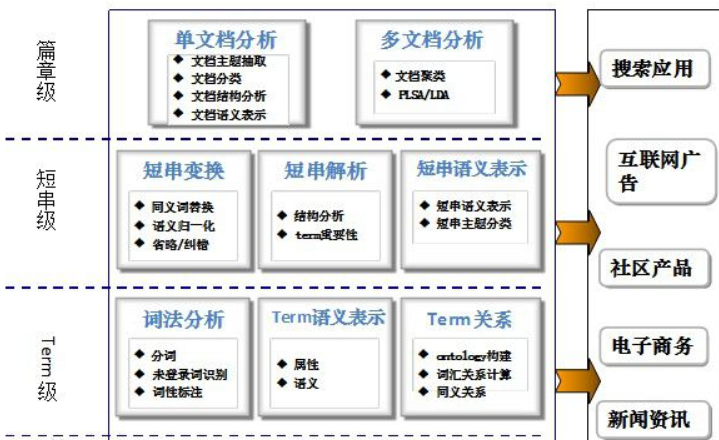 篇章级
单文档分析
◆ 文档主题抽取
◆ 文档分类
◆ 文档结构分析
◆ 文档语义表示
多文档分析
◆ 文档聚类
◆ PLSA/LDA
短串级
短串变换
◆ 同义词替换
◆ 语义归一化
◆ 省略/纠错
短串解析
◆ 结构分析
◆ term重要性
短串语义表示
◆ 短串语义表示
◆ 短串主题分类
Term级
词法分析
◆ 分词
◆ 未登录词识别
◆ 词性标注
Term语义表示
◆ 属性
◆ 语义
Term关系
◆ ontology构建
◆ 词汇关系计算
◆ 同义关系
搜索应用
互联网广
告
社区产品
电子商务
新闻资讯